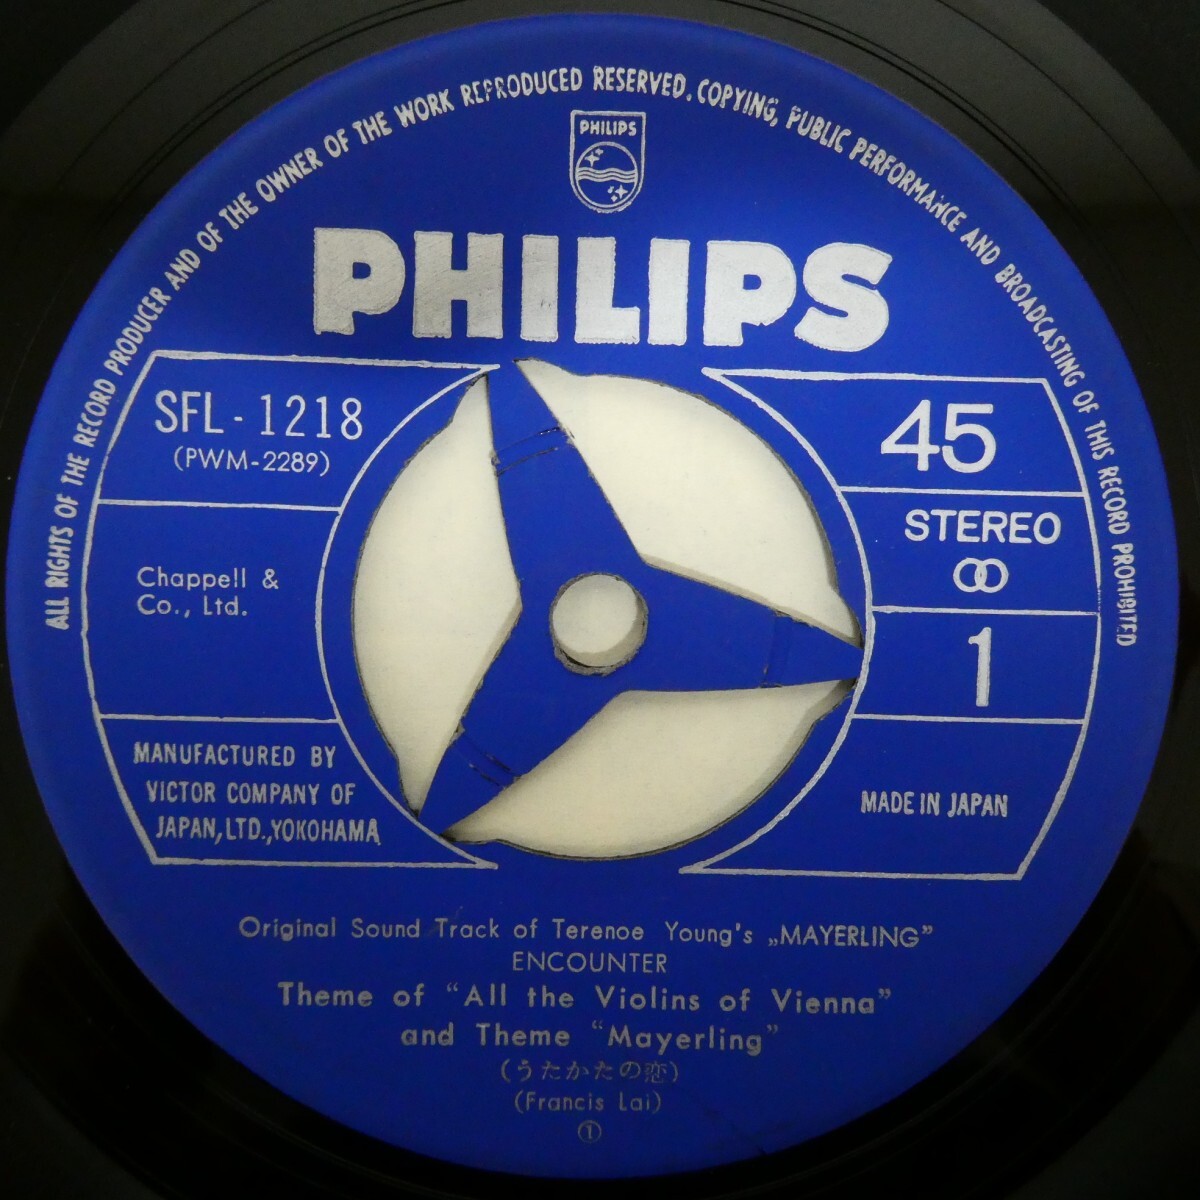 ALL RIGHTS OF THE RECORD PRODUCER AND OF THE OWNER OF THE WORK REPRODUCED RESERVED. COPYING, PUBLIC PERFORMANCE AND BROADCASTING OF THIS RECORD PROHIBITED
PHILIPS
PHILIPS
SFL-1218
(PWM-2289)
Chappell &
Co., Ltd.
MANUFACTURED BY
VICTOR COMPANY OF
JAPAN, LTD., YOKOHAMA
45
STEREO
1
MADE IN JAPAN
Original Sound Track of Terenoe Young's „MAYERLING”
ENCOUNTER
Theme of “All the Violins of Vienna”
and Theme “Mayerling”
(うたかたの恋)
(Francis Lai)
①